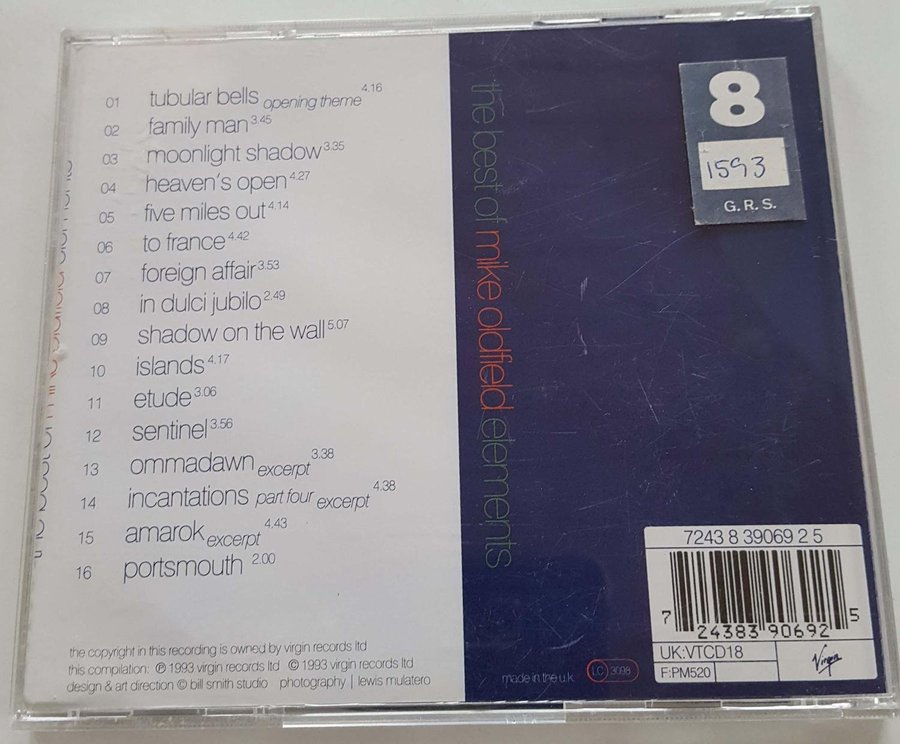 01 tubular bells opening theme 4.16
02 family man 3.45
03 moonlight shadow 3.35
04 heaven's open 4.27
05 five miles out 4.14
06 to france 4.42
07 foreign affair 3.53
08 in dulci jubilo 2.49
09 shadow on the wall 5.07
10 islands 4.17
11 etude 3.06
12 sentinel 3.56
13 ommadawn excerpt 3.38
14 incantations part four excerpt 4.38
15 amarok excerpt 4.43
16 portsmouth 2.00
the copyright in this recording is owned by virgin records ltd
this compilation: ℗ 1993 virgin records ltd © 1993 virgin records ltd
design & art direction © bill smith studio photography | lewis mulatero
the best of mike oldfield elements
8
1593
G.R.S.
made in the u.k
LC 3098
7243 8 39069 2 5
7 24383 90692 5
UK:VTCD18
F:PM520
Virgin